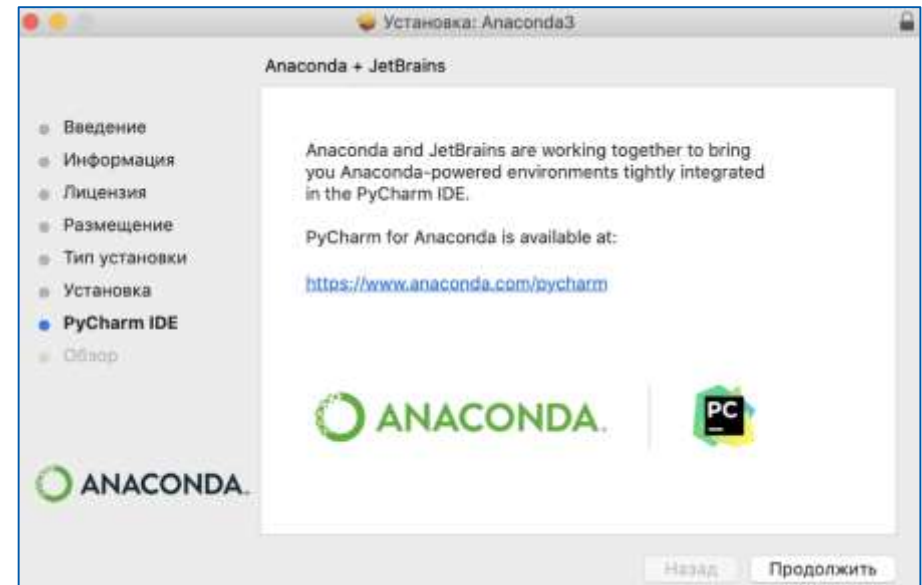 Установка: Anaconda3
Anaconda + JetBrains
Введение
Информация
Лицензия
Размещение
Тип установки
Установка
PyCharm IDE
Обзор
ANACONDA.
Anaconda and JetBrains are working together to bring
you Anaconda-powered environments tightly integrated
in the PyCharm IDE.
PyCharm for Anaconda is available at:
https://www.anaconda.com/pycharm
ANACONDA.
PC
Назад
Продолжить